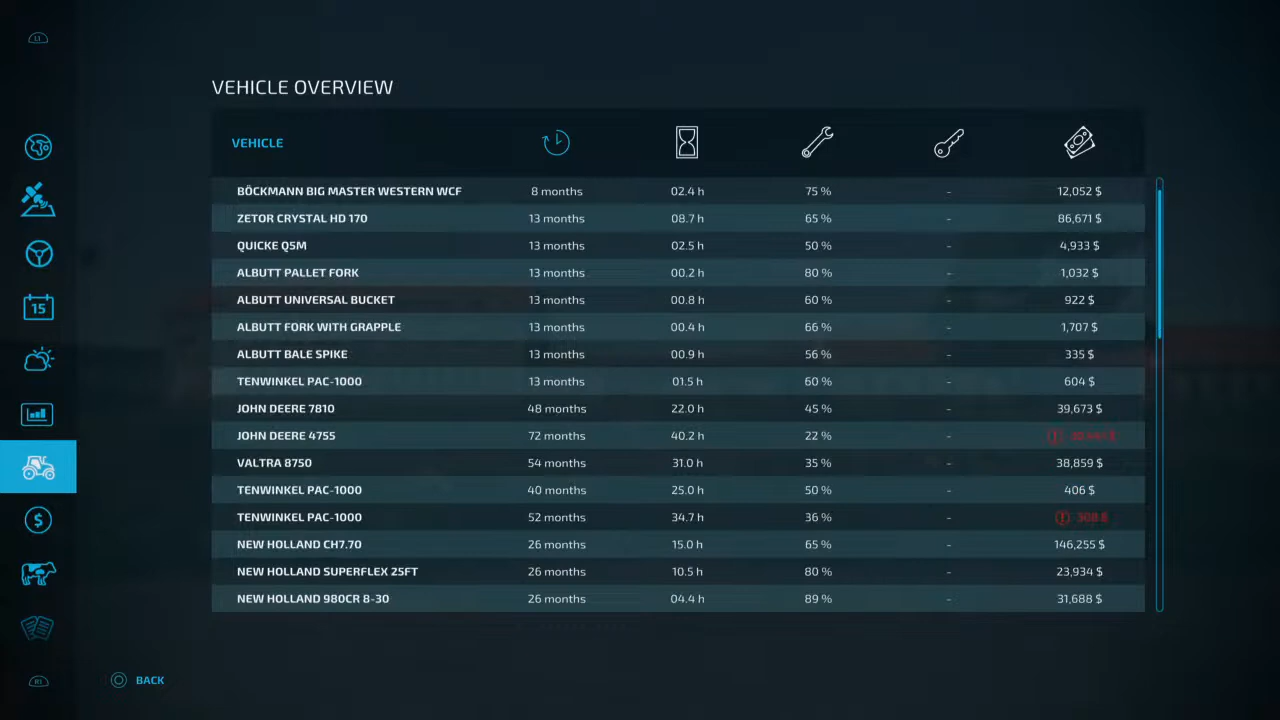 L1
VEHICLE OVERVIEW
VEHICLE
BÖCKMANN BIG MASTER WESTERN WCF 8 months 02.4 h 75 % - 12,052 $
ZETOR CRYSTAL HD 170 13 months 08.7 h 65 % - 86,671 $
QUICKE Q5M 13 months 02.5 h 50 % - 4,933 $
ALBUTT PALLET FORK 13 months 00.2 h 80 % - 1,032 $
ALBUTT UNIVERSAL BUCKET 13 months 00.8 h 60 % - 922 $
ALBUTT FORK WITH GRAPPLE 13 months 00.4 h 66 % - 1,707 $
ALBUTT BALE SPIKE 13 months 00.9 h 56 % - 335 $
TENWINKEL PAC-1000 13 months 01.5 h 60 % - 604 $
JOHN DEERE 7810 48 months 22.0 h 45 % - 39,673 $
JOHN DEERE 4755 72 months 40.2 h 22 % - $
VALTRA 8750 54 months 31.0 h 35 % - 38,859 $
TENWINKEL PAC-1000 40 months 25.0 h 50 % - 406 $
TENWINKEL PAC-1000 52 months 34.7 h 36 % - 308 $
NEW HOLLAND CH7.70 26 months 15.0 h 65 % - 146,255 $
NEW HOLLAND SUPERFLEX 25FT 26 months 10.5 h 80 % - 23,934 $
NEW HOLLAND 980CR 8-30 26 months 04.4 h 89 % - 31,688 $
15
$
R1
BACK